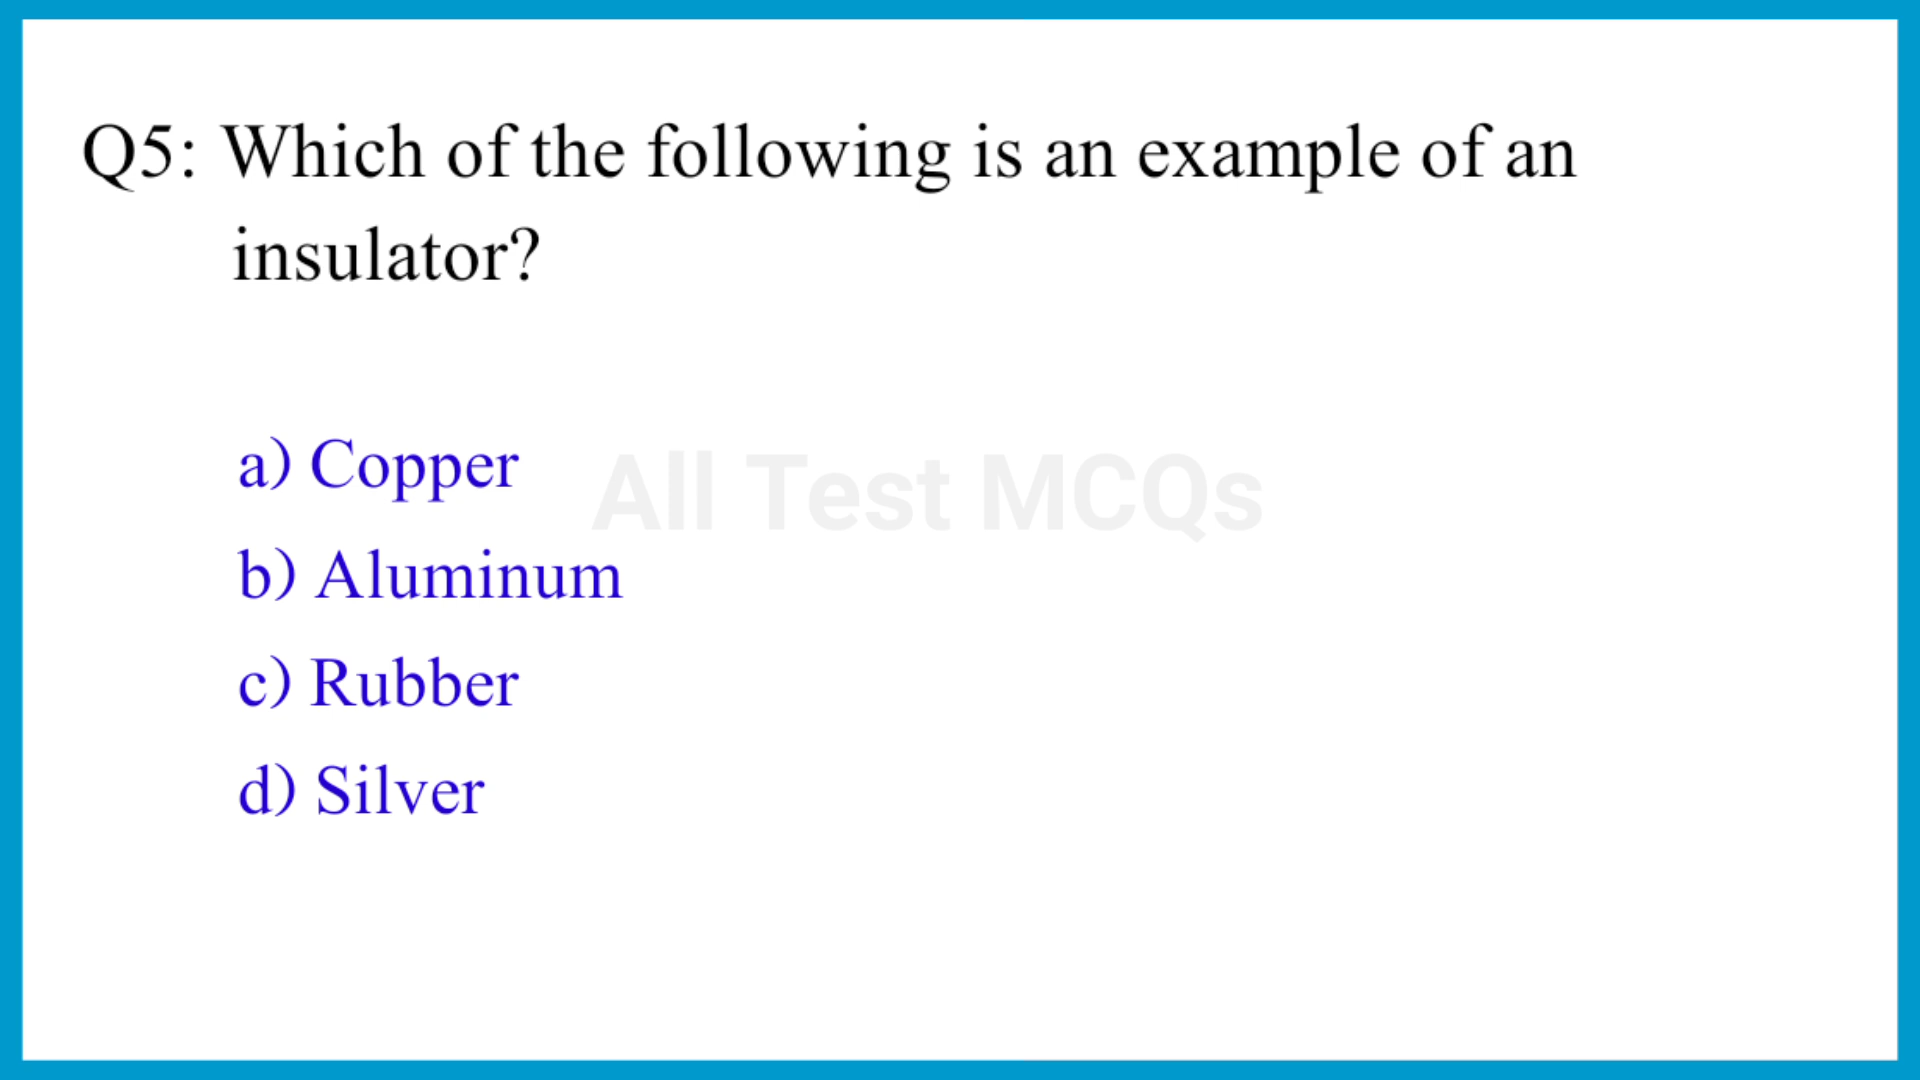 Q5: Which of the following is an example of an
insulator?
a) Copper
All Test MCQs
b) Aluminum
c) Rubber
d) Silver